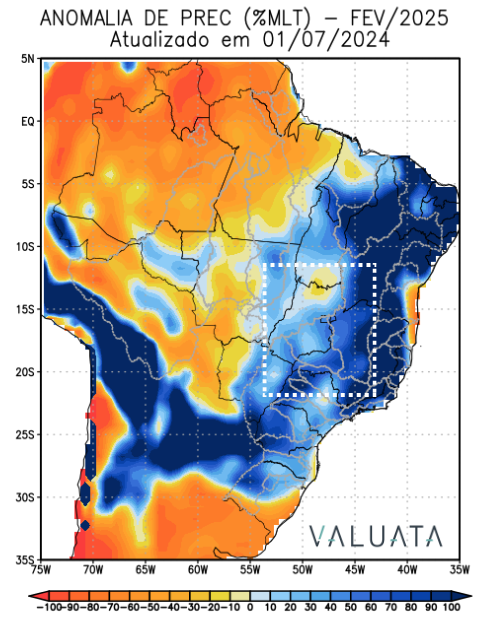 ANOMALIA DE PREC (%MLT) – FEV/2025
Atualizado em 01/07/2024
5N
EQ
5S
10S
15S
20S
25S
30S
35S
VALUATA
75W 70W 65W 60W 55W 50W 45W 40W 35W
-100 -90 -80 -70 -60 -50 -40 -30 -20 -10 0 10 20 30 40 50 60 70 80 90 100